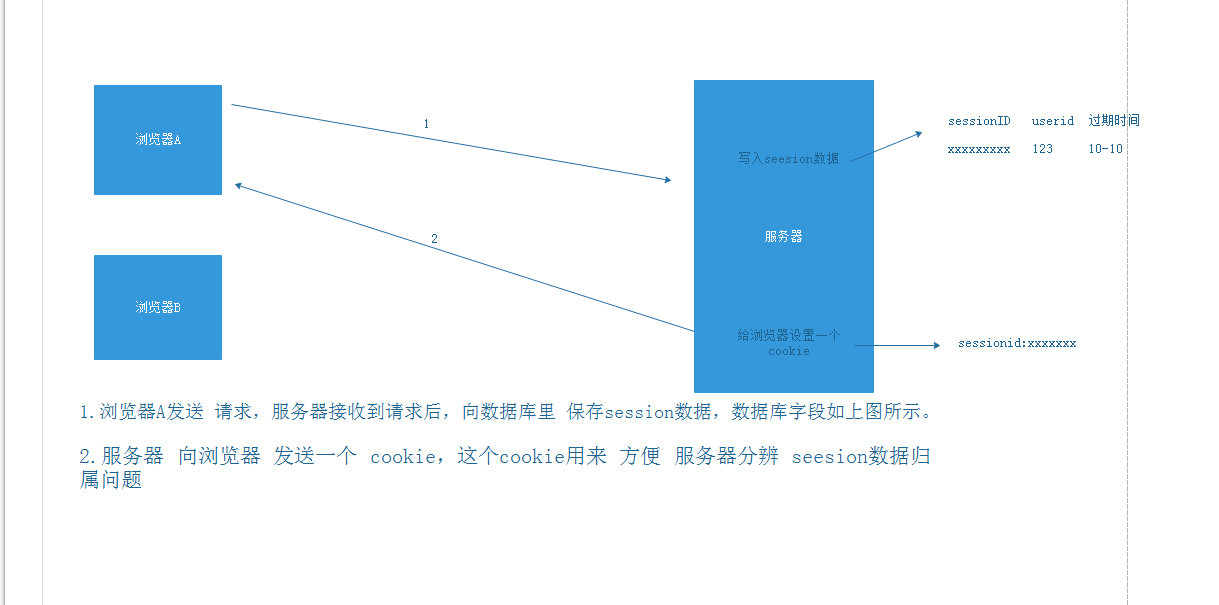 浏览器A
1
写入seesion数据
sessionID userid 过期时间
xxxxxxxxx 123 10-10
服务器
2
浏览器B
给浏览器设置一个
cookie
sessionid:xxxxxxx
1.浏览器A发送 请求，服务器接收到请求后，向数据库里 保存session数据，数据库字段如上图所示。
2.服务器 向浏览器 发送一个 cookie，这个cookie用来 方便 服务器分辨 seesion数据归
属问题